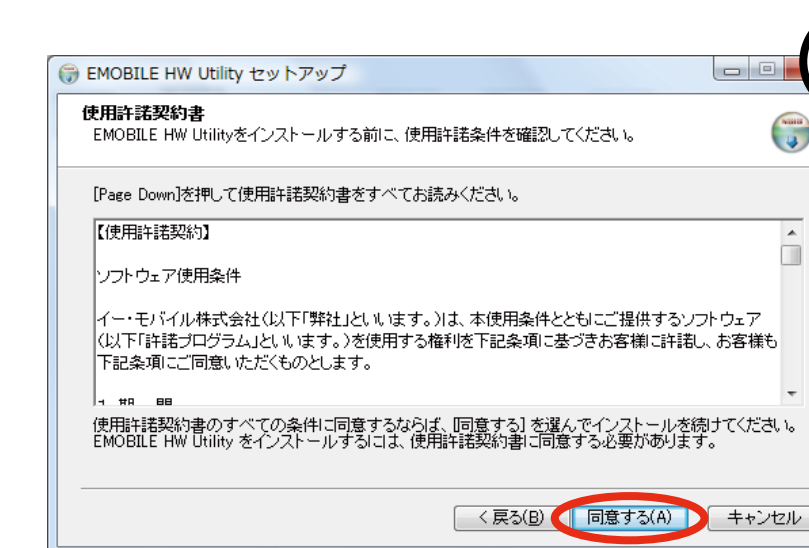 EMOBILE HW Utility セットアップ
使用許諾契約書
EMOBILE HW Utilityをインストールする前に、使用許諾条件を確認してください。
[Page Down]を押して使用許諾契約書をすべてお読みください。
【使用許諾契約】
ソフトウェア使用条件
イー・モバイル株式会社(以下「弊社」といいます。)は、本使用条件とともにご提供するソフトウェア
(以下「許諾プログラム」といいます。)を使用する権利を下記条項に基づきお客様に許諾し、お客様も
下記条項にご同意いただくものとします。
使用許諾契約書のすべての条件に同意するならば、[同意する] を選んでインストールを続けてください。
EMOBILE HW Utility をインストールするには、使用許諾契約書に同意する必要があります。
< 戻る(B)
同意する(A)
キャンセル